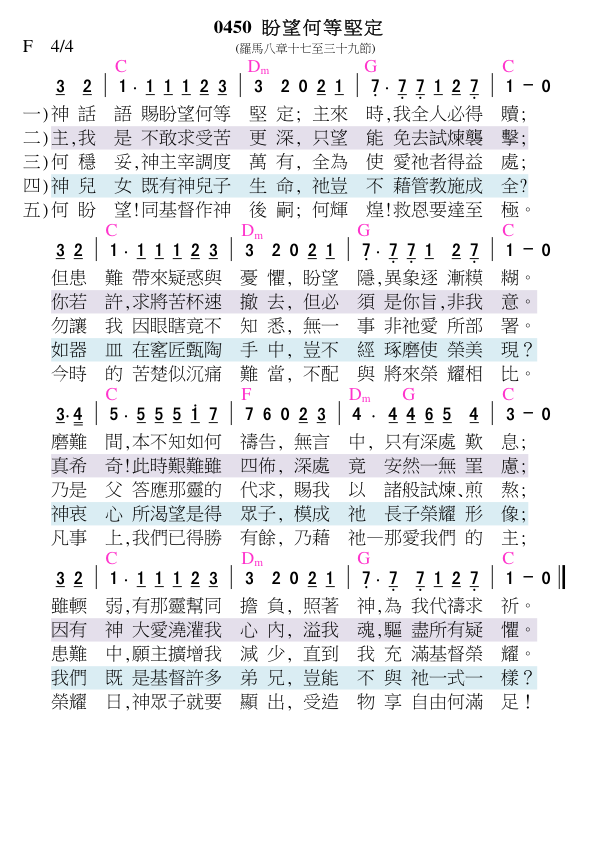 0450 盼望何等堅定
F 4/4 (羅馬八章十七至三十九節)
C Dm G C
3 2 | 1 · 1 1 1 2 3 | 3 2 0 2 1 | 7 · 7 7 1 2 7 | 1 - 0
一)神話 語 賜盼望何等 堅定; 主來 時,我全人必得 贖;
二)主,我 是 不敢求受苦 更深, 只望 能 免去試煉襲 擊;
三)何穩 妥,神主宰調度 萬有, 全為 使 愛祂者得益 處;
四)神兒 女 既有神兒子 生命, 祂豈 不 藉管教施成 全?
五)何盼 望!同基督作神 後嗣; 何輝 煌!救恩要達至 極。
C Dm G C
3 2 | 1 · 1 1 1 2 3 | 3 2 0 2 1 | 7 · 7 7 1 2 7 | 1 - 0
但患 難 帶來疑惑與 憂懼, 盼望 隱,異象逐 漸模 糊。
你若 許,求將苦杯速 撤去, 但必 須 是你旨,非我 意。
勿讓 我 因眼瞎竟不 知悉, 無一 事 非祂愛 所部 署。
如器 皿 在窰匠甄陶 手中, 豈不 經 琢磨使 榮美 現?
今時 的 苦楚似沉痛 難當, 不配 與 將來榮 耀相 比。
C F Dm G C
3 · 4 | 5 · 5 5 5 1 7 | 7 6 0 2 3 | 4 · 4 4 6 5 4 | 3 - 0
磨難 間,本不知如何 禱告, 無言 中, 只有深處 歎 息;
真希 奇!此時艱難雖 四佈, 深處 竟 安然一無 罣 慮;
乃是 父 答應那靈的 代求, 賜我 以 諸般試煉、煎 熬;
神衷 心 所渴望是得 眾子, 模成 祂 長子榮耀 形 像;
凡事 上,我們已得勝 有餘, 乃藉 祂—那愛我們 的 主;
C Dm G C
3 2 | 1 · 1 1 1 2 3 | 3 2 0 2 1 | 7 · 7 7 1 2 7 | 1 - 0
雖輭 弱,有那靈幫同 擔負, 照著 神,為 我代禱求 祈。
因有 神 大愛澆灌我 心內, 溢我 魂,驅 盡所有疑 懼。
患難 中,願主擴增我 減少, 直到 我 充 滿基督榮 耀。
我們 既 是基督許多 弟兄, 豈能 不 與 祂一式一 樣?
榮耀 日,神眾子就要 顯出, 受造 物 享 自由何滿 足!